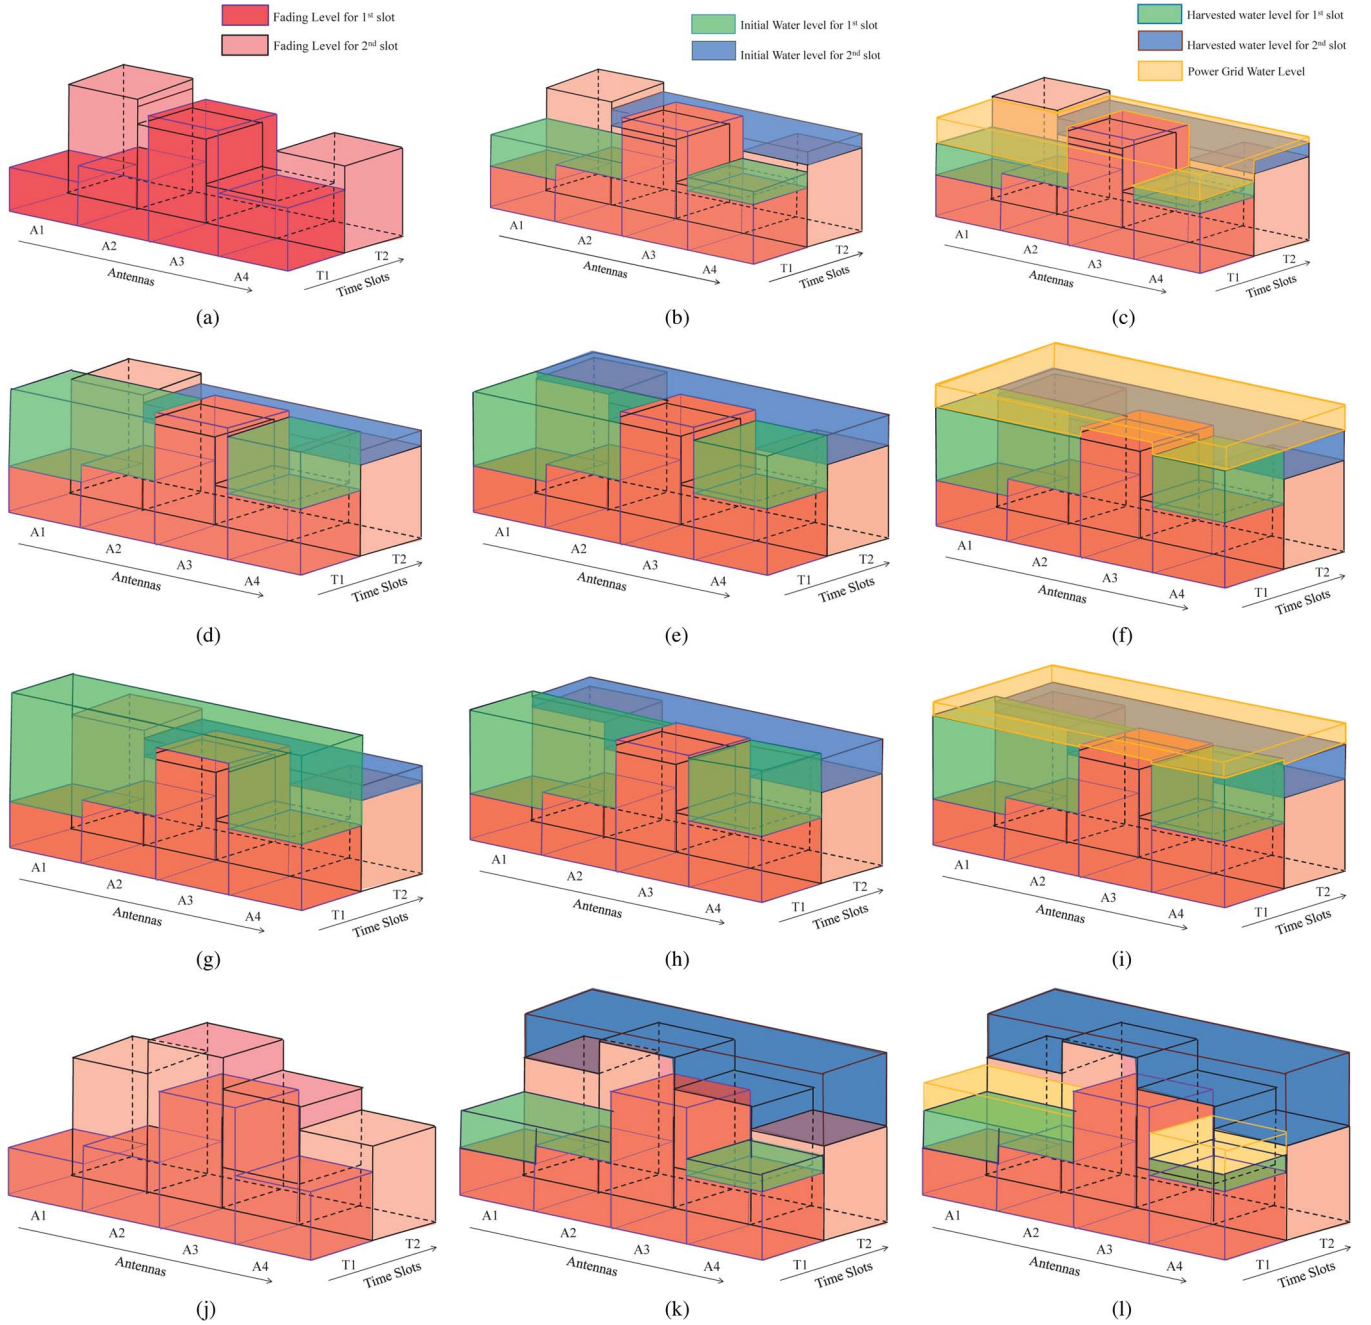 Fading Level for 1st slot
Fading Level for 2nd slot
A1
A2
A3
A4
T1
T2
Antennas
Time Slots
(a)
Initial Water level for 1st slot
Initial Water level for 2nd slot
A1
A2
A3
A4
T1
T2
Antennas
Time Slots
(b)
Harvested water level for 1st slot
Harvested water level for 2nd slot
Power Grid Water Level
A1
A2
A3
A4
T1
T2
Antennas
Time Slots
(c)
A1
A2
A3
A4
T1
T2
Antennas
Time Slots
(d)
A1
A2
A3
A4
T1
T2
Antennas
Time Slots
(e)
A1
A2
A3
A4
T1
T2
Antennas
Time Slots
(f)
A1
A2
A3
A4
T1
T2
Antennas
Time Slots
(g)
A1
A2
A3
A4
T1
T2
Antennas
Time Slots
(h)
A1
A2
A3
A4
T1
T2
Antennas
Time Slots
(i)
A1
A2
A3
A4
T1
T2
Antennas
Time Slots
(j)
A1
A2
A3
A4
T1
T2
Antennas
Time Slots
(k)
A1
A2
A3
A4
T1
T2
Antennas
Time Slots
(l)